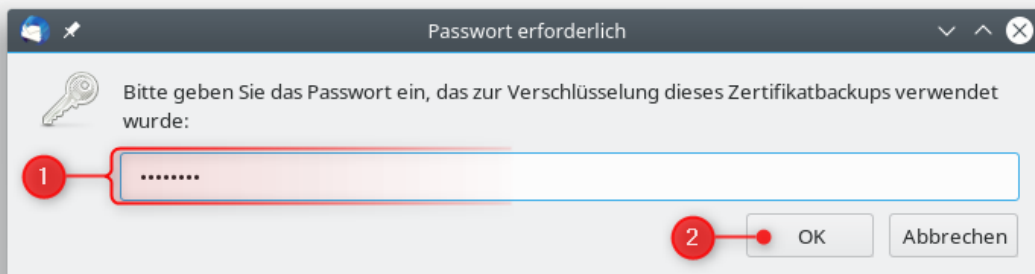 Passwort erforderlich
Bitte geben Sie das Passwort ein, das zur Verschlüsselung dieses Zertifikatbackups verwendet
wurde:
1 ••••••••
2 OK Abbrechen